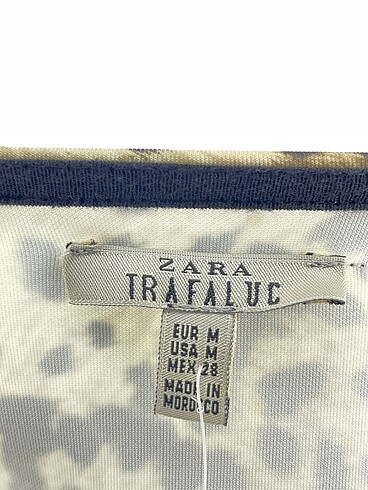 ZARA
TRAFALUC
EUR M
USA M
MEX 28
MADE IN
MOROCCO